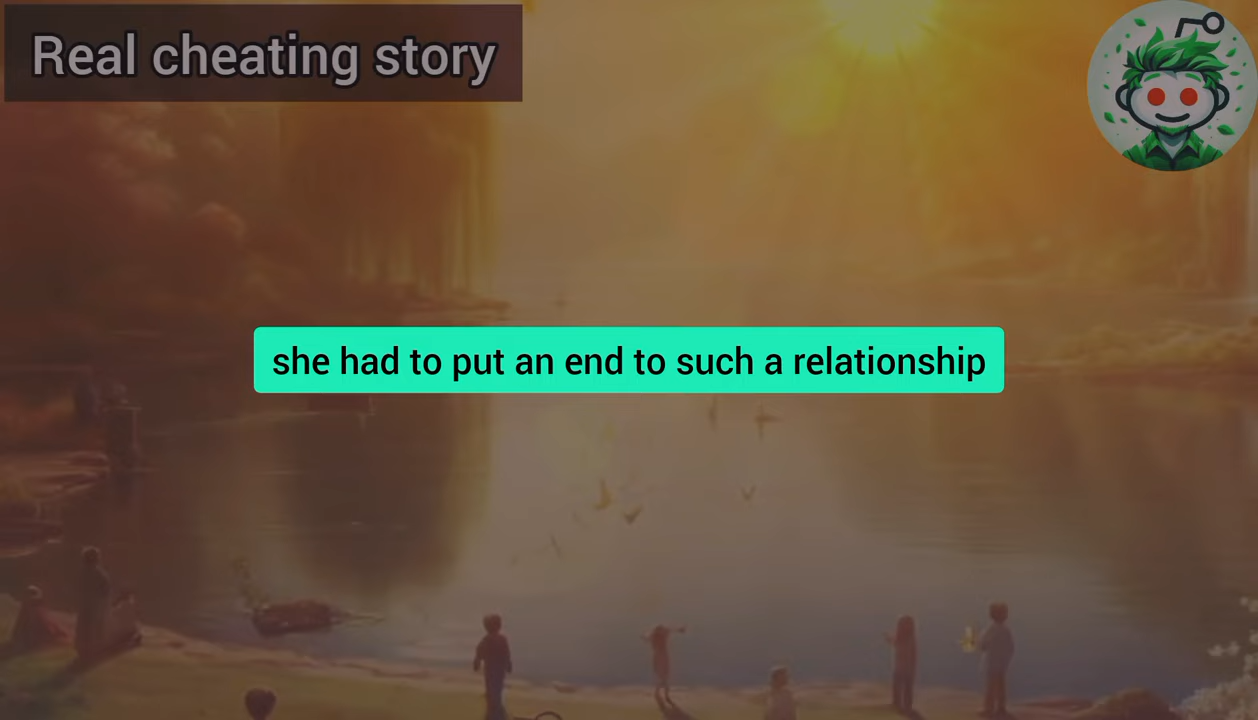 Real cheating story
she had to put an end to such a relationship